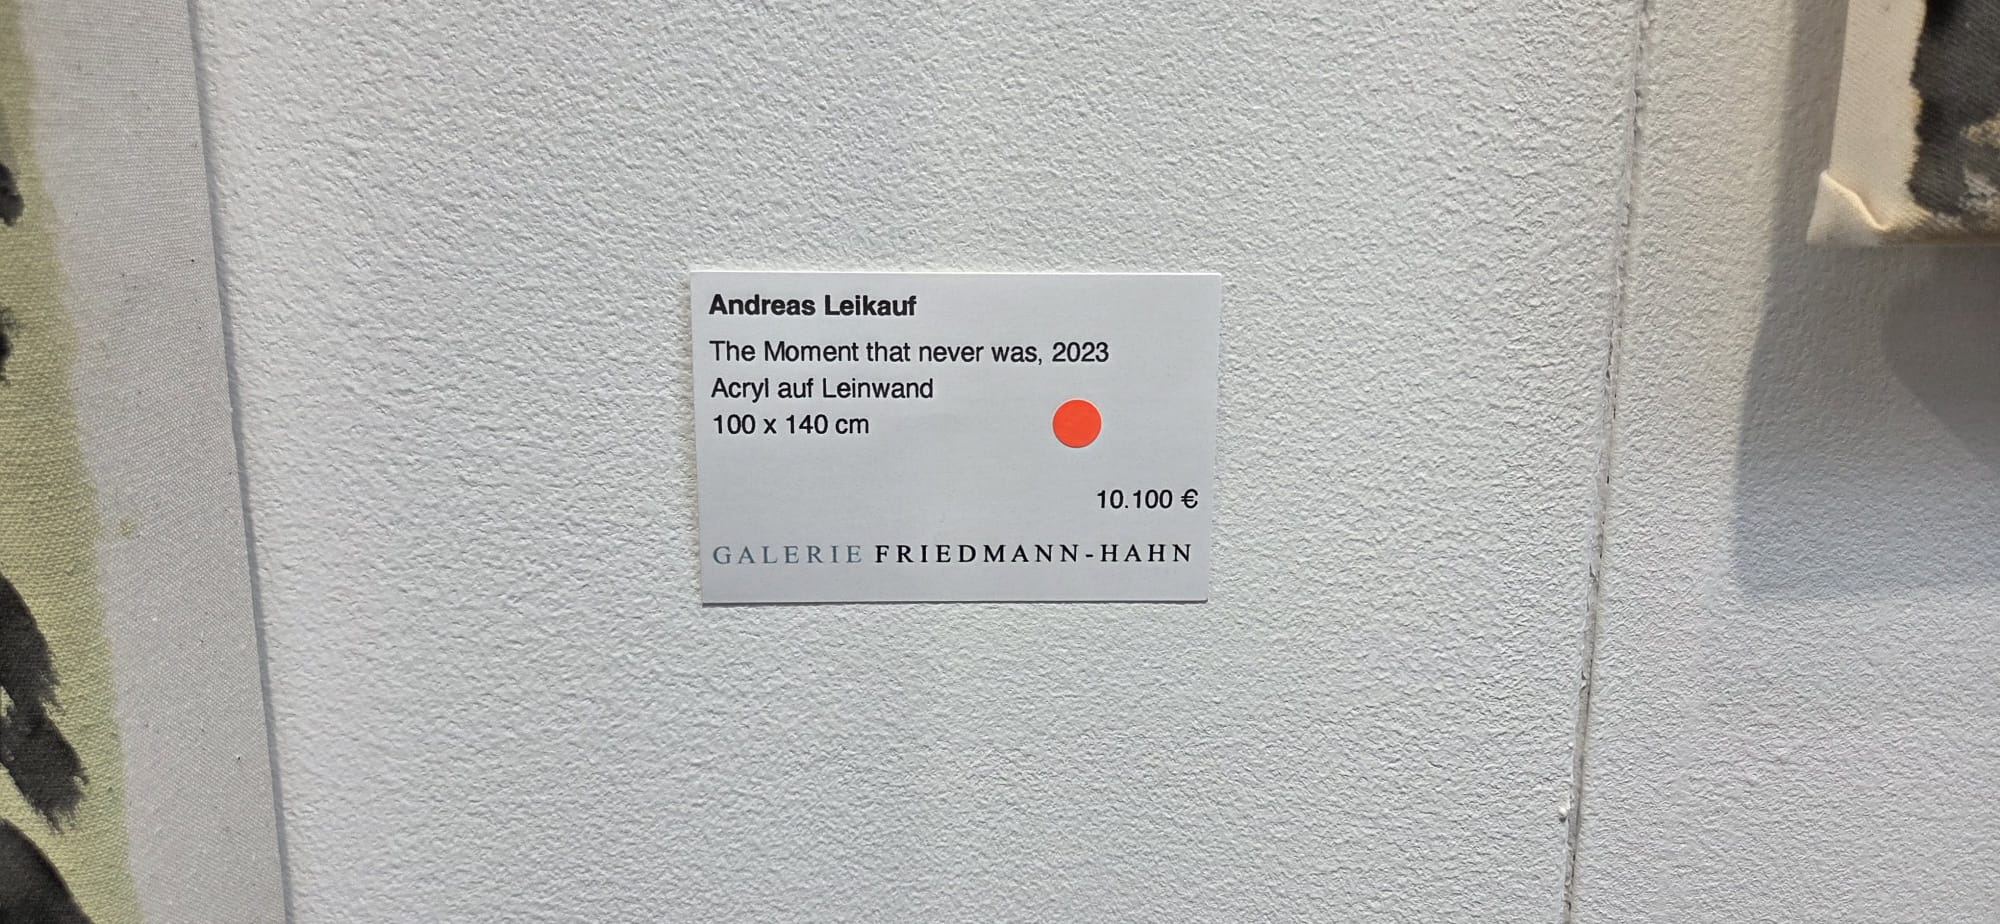 Andreas Leikauf
The Moment that never was, 2023
Acryl auf Leinwand
100 x 140 cm
10.100 €
GALERIE FRIEDMANN-HAHN